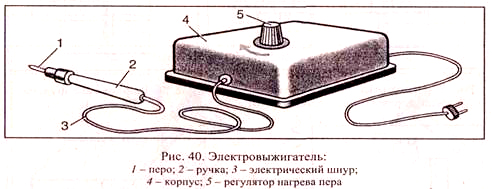 4
5
1
2
3
Рис. 40. Электровыжигатель:
1 – перо; 2 – ручка; 3 – электрический шнур;
4 – корпус; 5 – регулятор нагрева пера